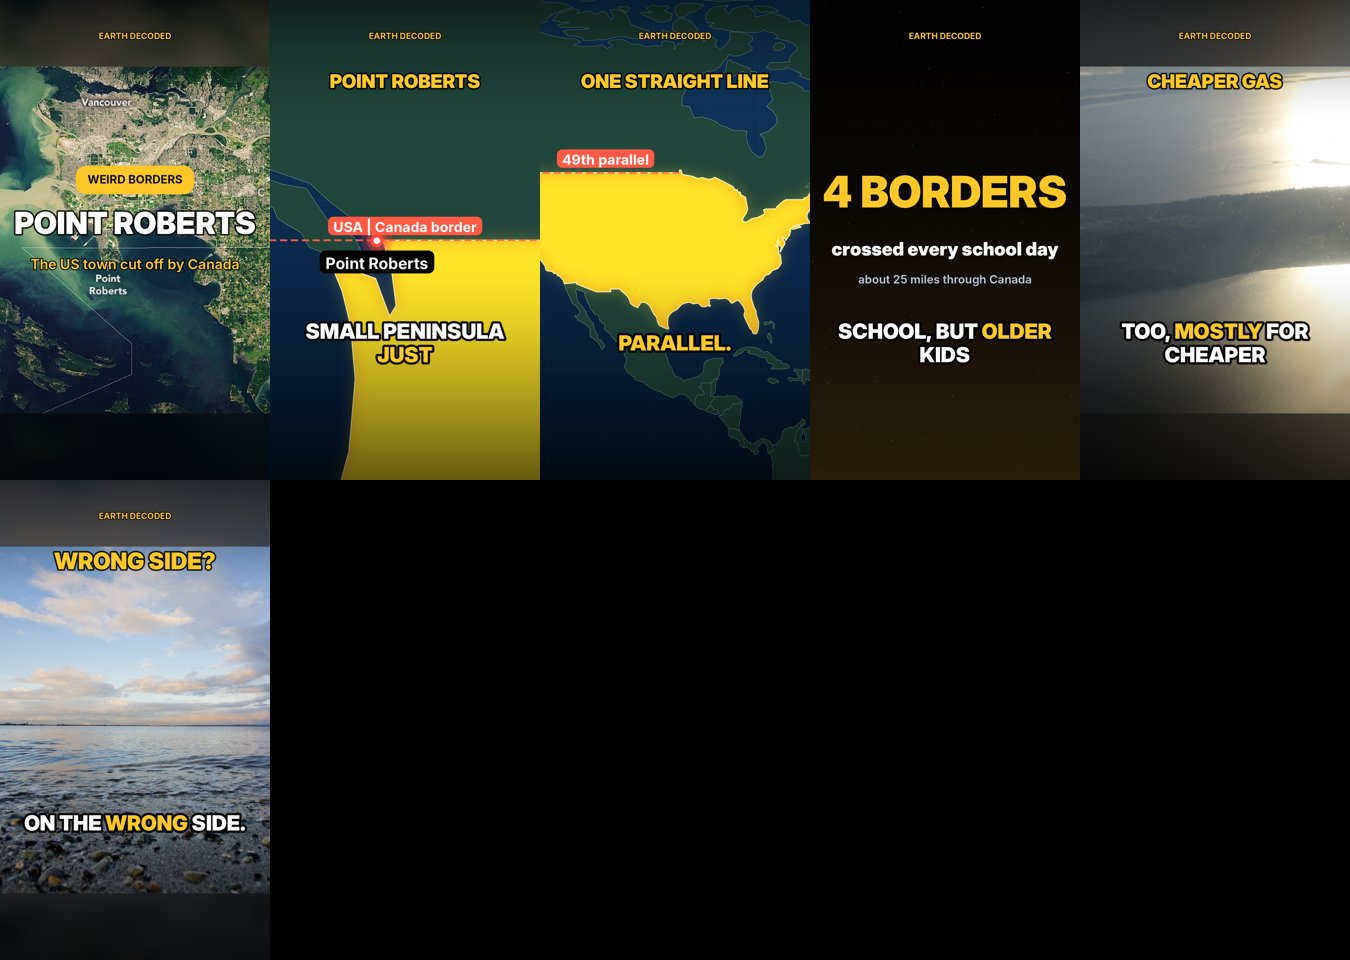 EARTH DECODED
Vancouver
WEIRD BORDERS
POINT ROBERTS
The US town cut off by Canada
Point
Roberts
EARTH DECODED
POINT ROBERTS
USA | Canada border
Point Roberts
SMALL PENINSULA
JUST
EARTH DECODED
ONE STRAIGHT LINE
49th parallel
PARALLEL.
EARTH DECODED
4 BORDERS
crossed every school day
about 25 miles through Canada
SCHOOL, BUT OLDER
KIDS
EARTH DECODED
CHEAPER GAS
TOO, MOSTLY FOR
CHEAPER
EARTH DECODED
WRONG SIDE?
ON THE WRONG SIDE.